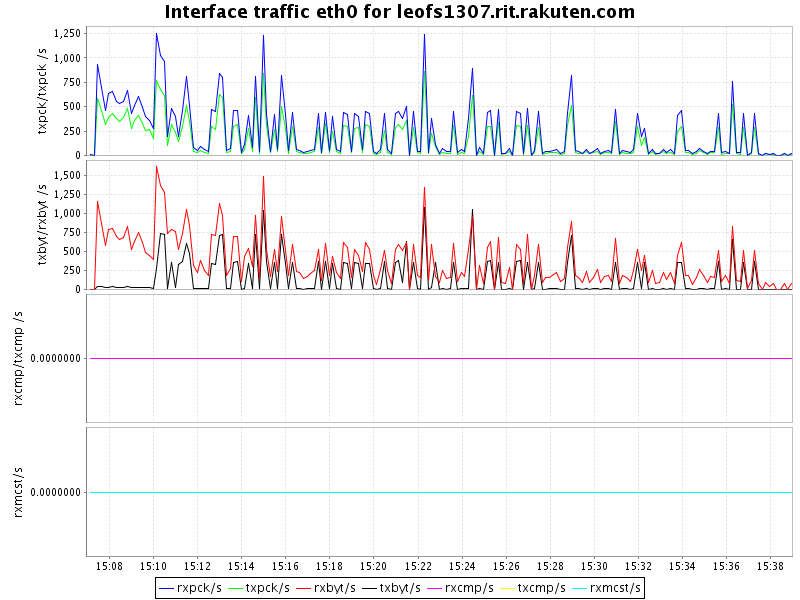 Interface traffic eth0 for leofs1307.rit.rakuten.com
txpck/txpck /s
1,250
1,000
750
500
250
0
txbyt/rxbyt /s
1,500
1,250
1,000
750
500
250
0
rxcmp/txcmp /s
0.0000000
rxmcst/s
0.0000000
15:08 15:10 15:12 15:14 15:16 15:18 15:20 15:22 15:24 15:26 15:28 15:30 15:32 15:34 15:36 15:38
rxpck/s txpck/s rxbyt/s txbyt/s rxcmp/s txcmp/s rxmcst/s